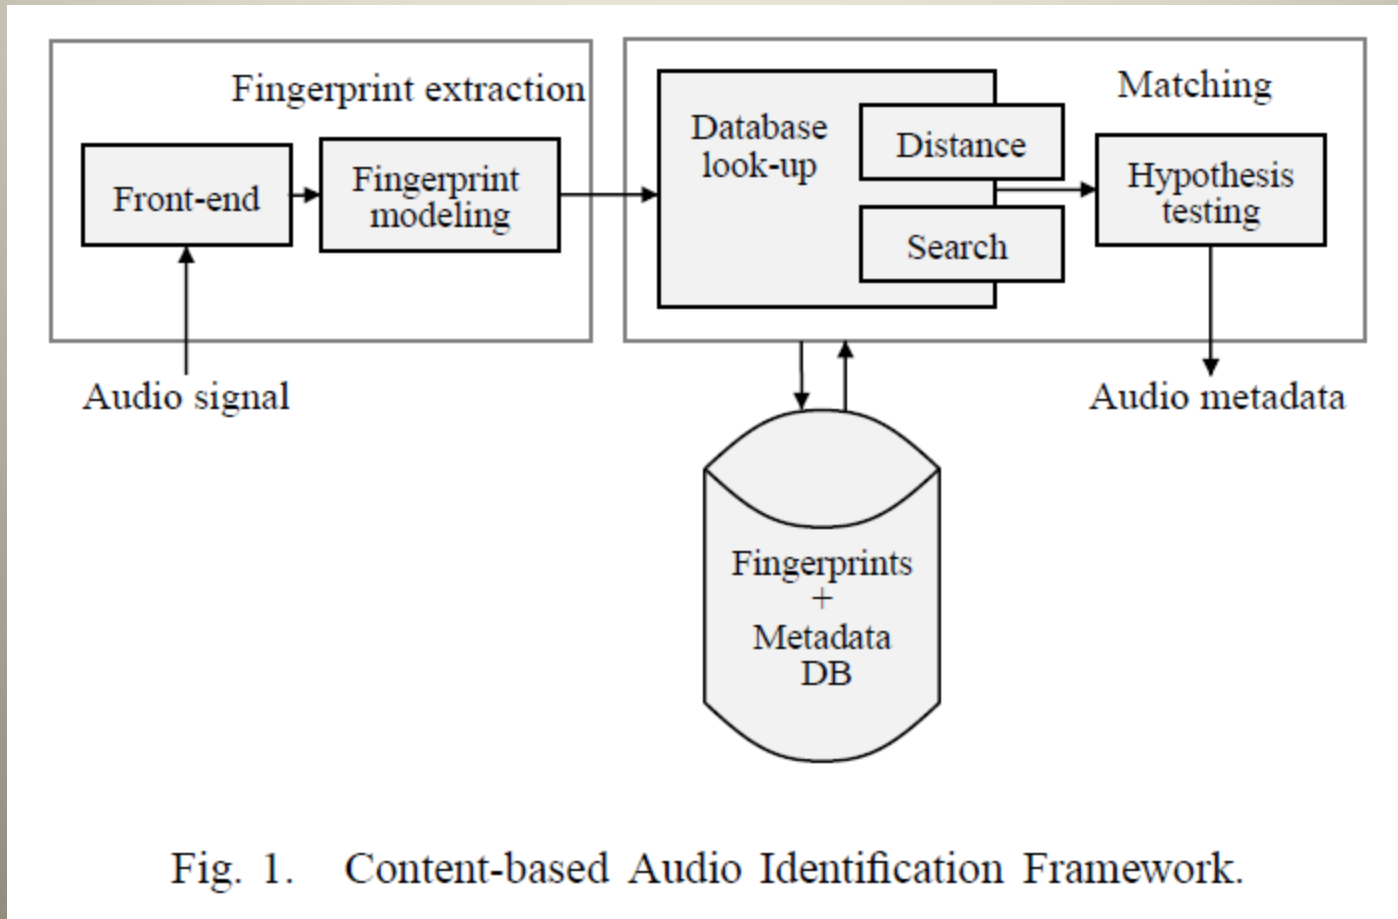 Fingerprint extraction
Front-end
Fingerprint
modeling
Audio signal
Matching
Database
look-up
Distance
Search
Hypothesis
testing
Audio metadata
Fingerprints
+
Metadata
DB
Fig. 1. Content-based Audio Identification Framework.